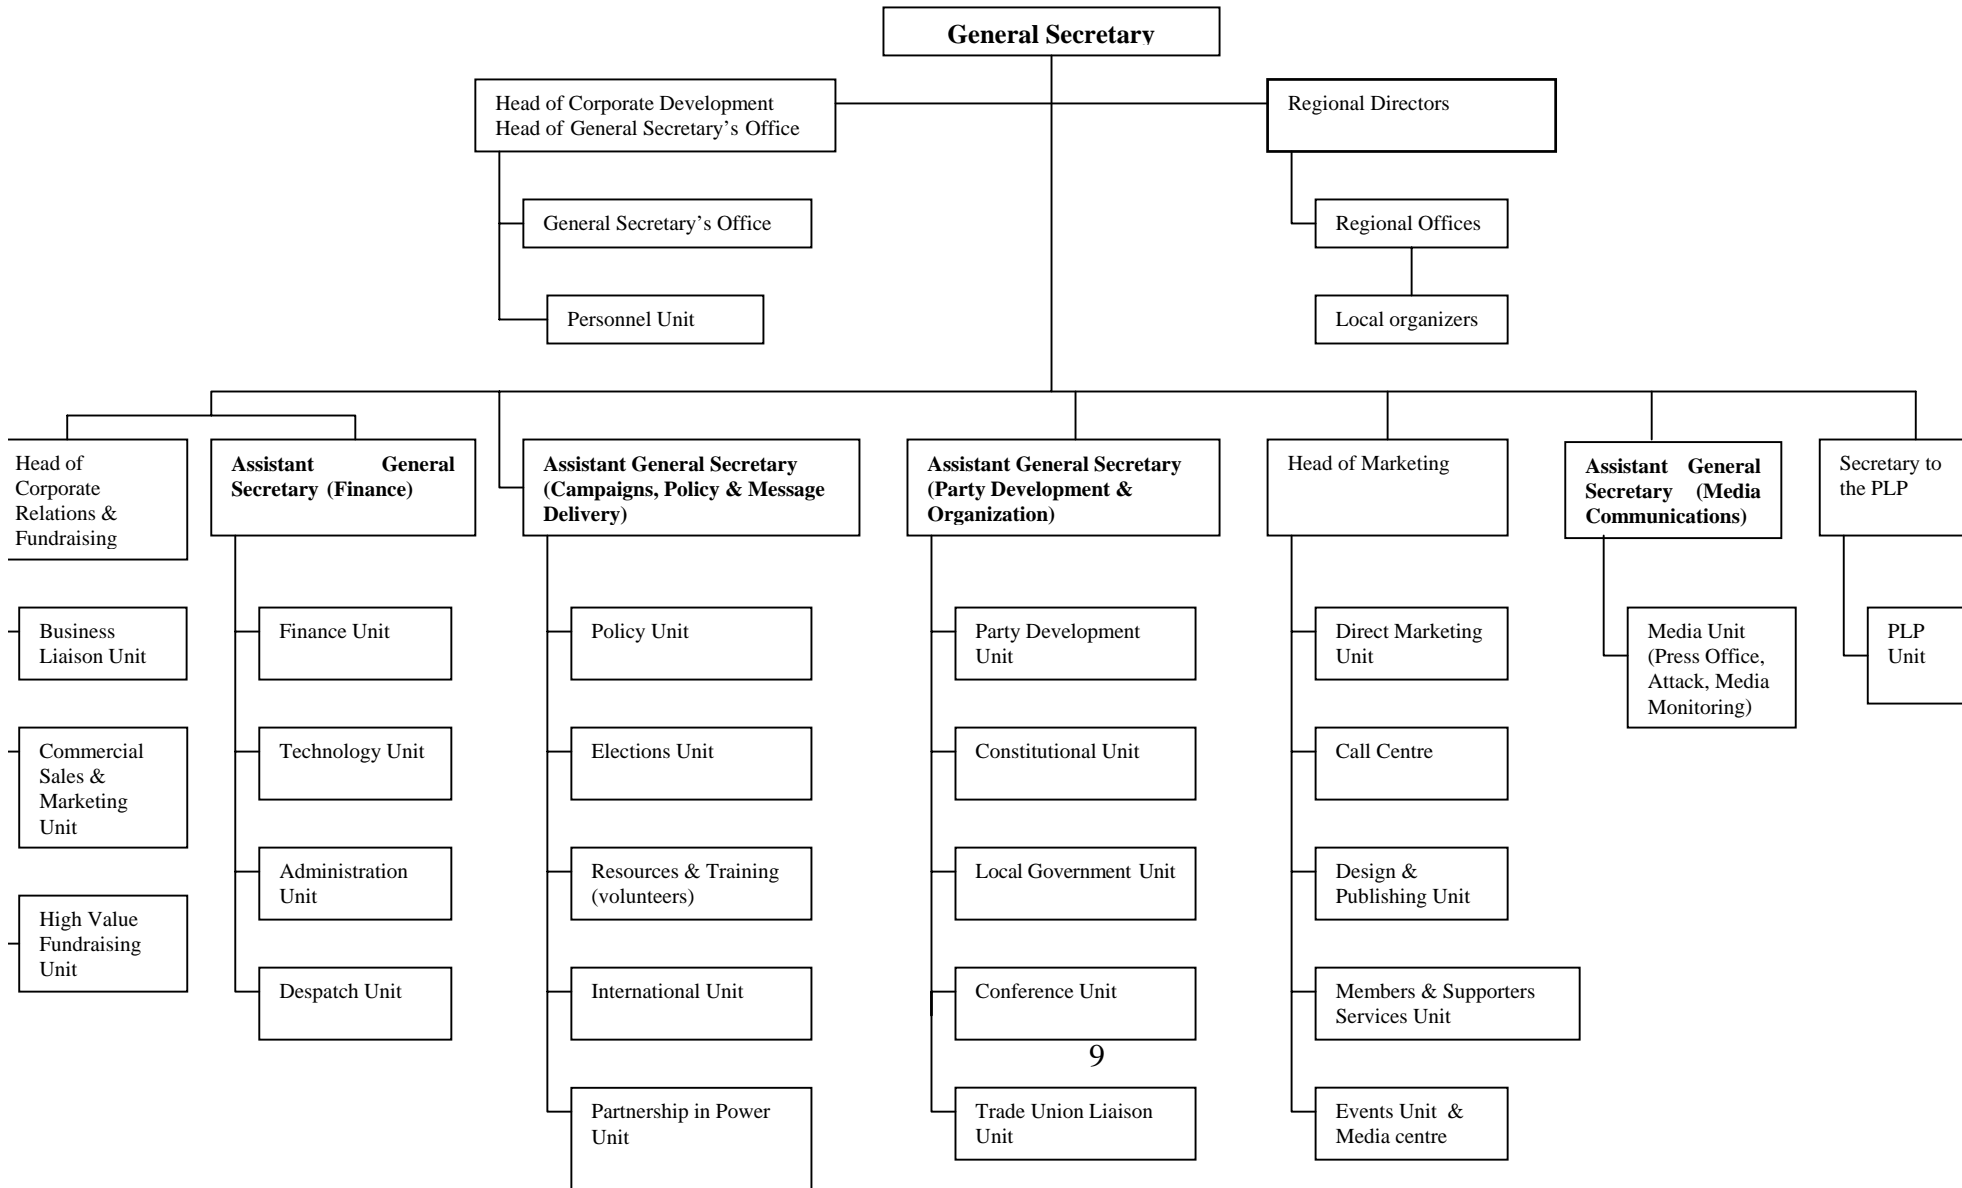 General Secretary
Head of Corporate Development
Head of General Secretary’s Office
Regional Directors
General Secretary’s Office
Regional Offices
Personnel Unit
Local organizers
Head of
Corporate
Relations &
Fundraising
Assistant General
Secretary (Finance)
Assistant General Secretary
(Campaigns, Policy & Message
Delivery)
Assistant General Secretary
(Party Development &
Organization)
Head of Marketing
Assistant General
Secretary (Media
Communications)
Secretary to
the PLP
Business
Liaison Unit
Finance Unit
Policy Unit
Party Development
Unit
Direct Marketing
Unit
Media Unit
(Press Office,
Attack, Media
Monitoring)
PLP
Unit
Commercial
Sales &
Marketing
Unit
Technology Unit
Elections Unit
Constitutional Unit
Call Centre
Administration
Unit
Resources & Training
(volunteers)
Local Government Unit
Design &
Publishing Unit
High Value
Fundraising
Unit
Despatch Unit
International Unit
Conference Unit
Members & Supporters
Services Unit
9
Partnership in Power
Unit
Trade Union Liaison
Unit
Events Unit &
Media centre